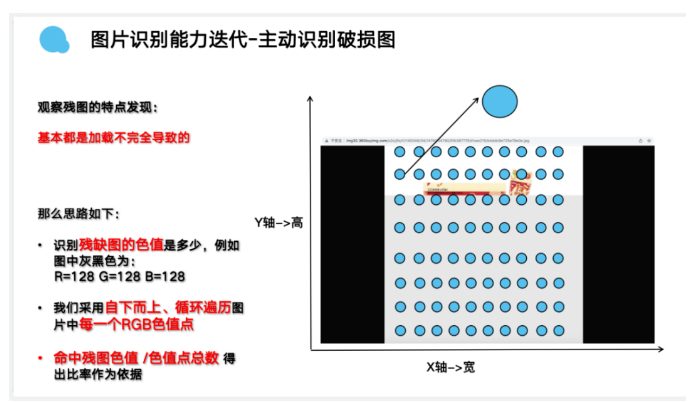 图片识别能力迭代-主动识别破损图
观察残图的特点发现：
基本都是加载不完全导致的
那么思路如下：
• 识别残缺图的色值是多少，例如
图中灰黑色为：
R=128 G=128 B=128
• 我们采用自下而上、循环遍历图
片中每一个RGB色值点
• 命中残图色值 /色值点总数 得
出比率作为依据
Y轴->高
X轴->宽